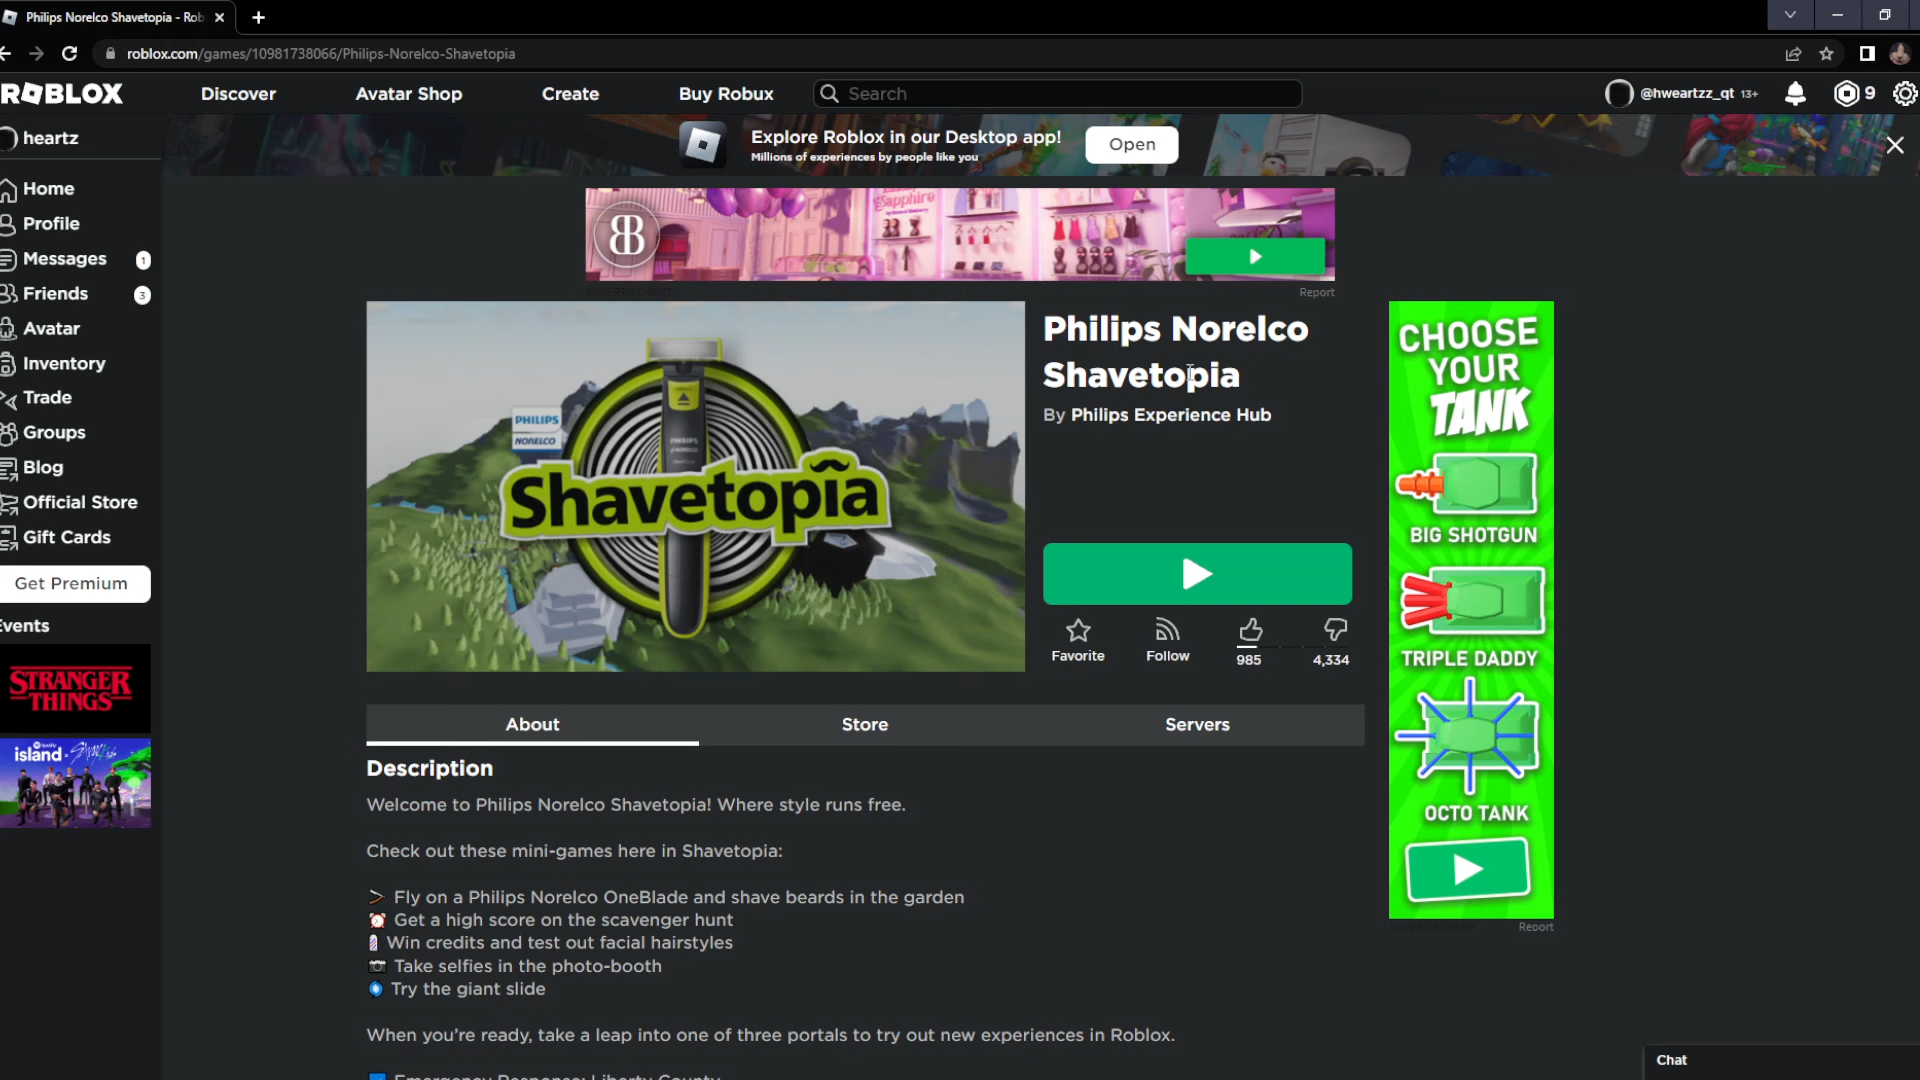 Philips Norelco Shavetopia - Rob
roblox.com/games/10981738066/Philips-Norelco-Shavetopia
ROBLOX
Discover
Avatar Shop
Create
Buy Robux
Search
@hweartzz_qt 13+
9
heartz
Explore Roblox in our Desktop app!
Millions of experiences by people like you
Open
Home
Profile
Messages 1
Friends 3
Avatar
Inventory
Trade
Groups
Blog
Official Store
Gift Cards
Get Premium
Events
STRANGER
THINGS
Spotify
island
Sapphire
ADVERTISEMENT
Report
PHILIPS
NORELCO
Shavetopia
Philips Norelco
Shavetopia
By Philips Experience Hub
Favorite
Follow
985
4,334
About
Store
Servers
Description
Welcome to Philips Norelco Shavetopia! Where style runs free.
Check out these mini-games here in Shavetopia:
Fly on a Philips Norelco OneBlade and shave beards in the garden
Get a high score on the scavenger hunt
Win credits and test out facial hairstyles
Take selfies in the photo-booth
Try the giant slide
When you're ready, take a leap into one of three portals to try out new experiences in Roblox.
Emergency Response: Liberty County
CHOOSE
YOUR
TANK
BIG SHOTGUN
TRIPLE DADDY
OCTO TANK
ADVERTISEMENT
Report
Chat